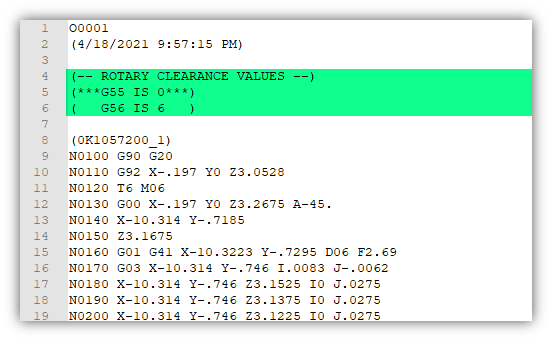 1 O0001
2 (4/18/2021 9:57:15 PM)
3
4 (-- ROTARY CLEARANCE VALUES --)
5 (***G55 IS 0***)
6 (   G56 IS 6   )
7
8 (0K1057200_1)
9 N0100 G90 G20
10 N0110 G92 X-.197 Y0 Z3.0528
11 N0120 T6 M06
12 N0130 G00 X-.197 Y0 Z3.2675 A-45.
13 N0140 X-10.314 Y-.7185
14 N0150 Z3.1675
15 N0160 G01 G41 X-10.3223 Y-.7295 D06 F2.69
16 N0170 G03 X-10.314 Y-.746 I.0083 J-.0062
17 N0180 X-10.314 Y-.746 Z3.1525 I0 J.0275
18 N0190 X-10.314 Y-.746 Z3.1375 I0 J.0275
19 N0200 X-10.314 Y-.746 Z3.1225 I0 J.0275